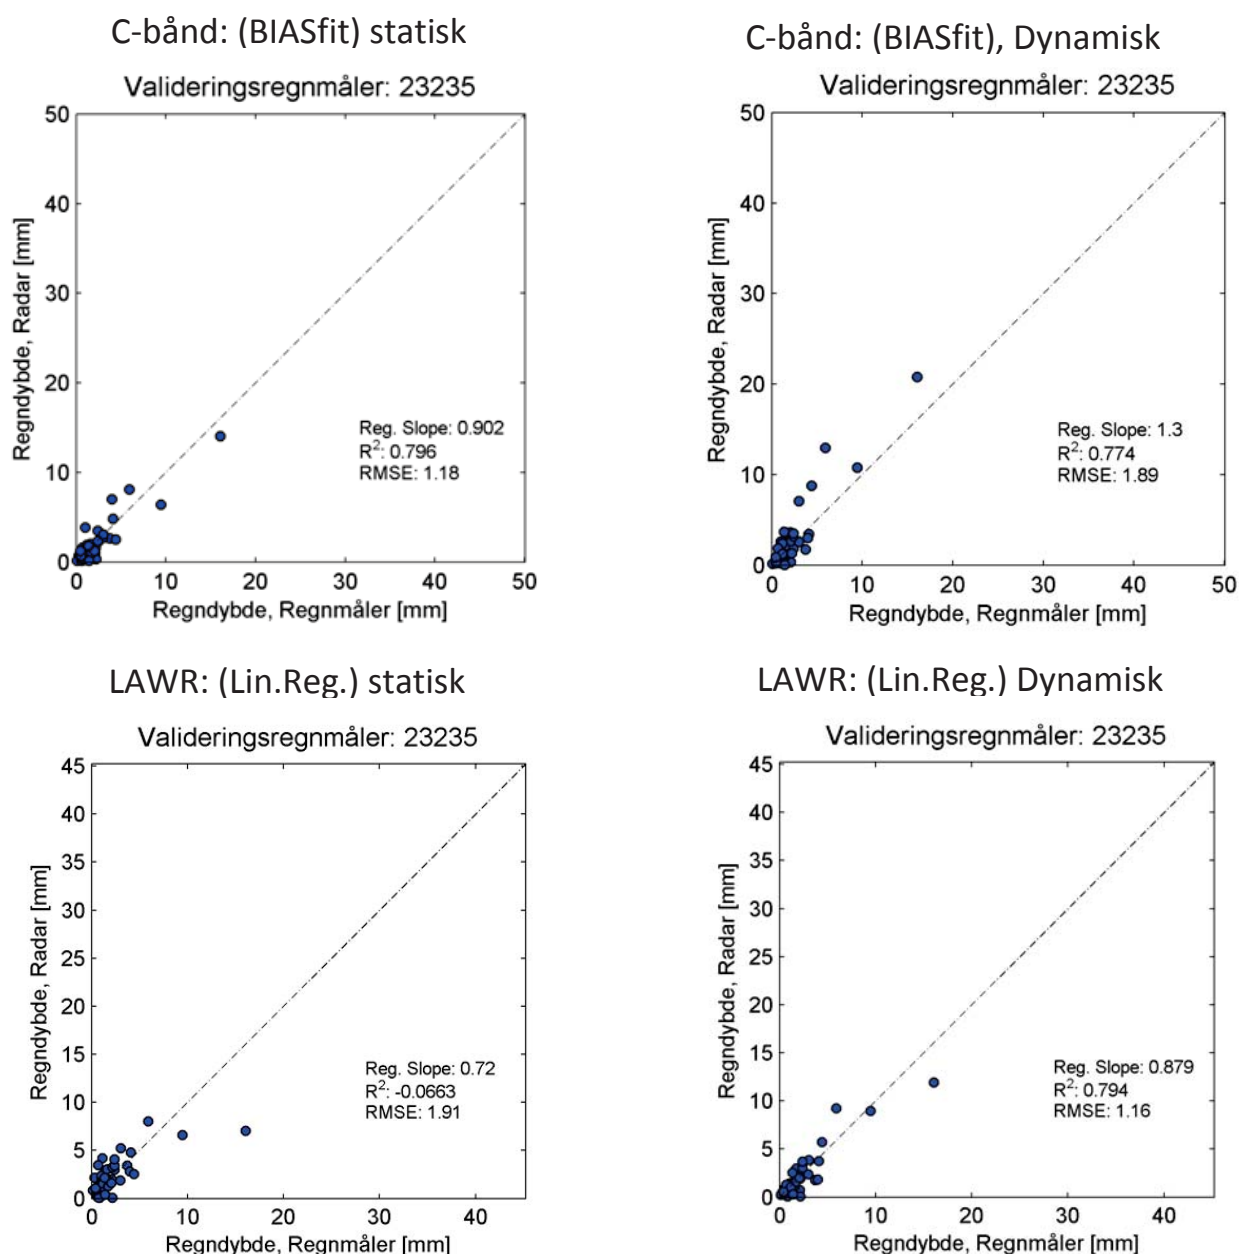 C-bånd: (BIASfit) statisk
Valideringsregnmåler: 23235
50
40
30
20
10
0
Regndybde, Radar [mm]
Reg. Slope: 0.902
R²: 0.796
RMSE: 1.18
0 10 20 30 40 50
Regndybde, Regnmåler [mm]
C-bånd: (BIASfit), Dynamisk
Valideringsregnmåler: 23235
50
40
30
20
10
0
Regndybde, Radar [mm]
Reg. Slope: 1.3
R²: 0.774
RMSE: 1.89
0 10 20 30 40 50
Regndybde, Regnmåler [mm]
LAWR: (Lin.Reg.) statisk
Valideringsregnmåler: 23235
45
40
35
30
25
20
15
10
5
0
Regndybde, Radar [mm]
Reg. Slope: 0.72
R²: -0.0663
RMSE: 1.91
0 10 20 30 40
Regndybde, Regnmåler [mm]
LAWR: (Lin.Reg.) Dynamisk
Valideringsregnmåler: 23235
45
40
35
30
25
20
15
10
5
0
Regndybde, Radar [mm]
Reg. Slope: 0.879
R²: 0.794
RMSE: 1.16
0 10 20 30 40
Regndybde, Regnmåler [mm]